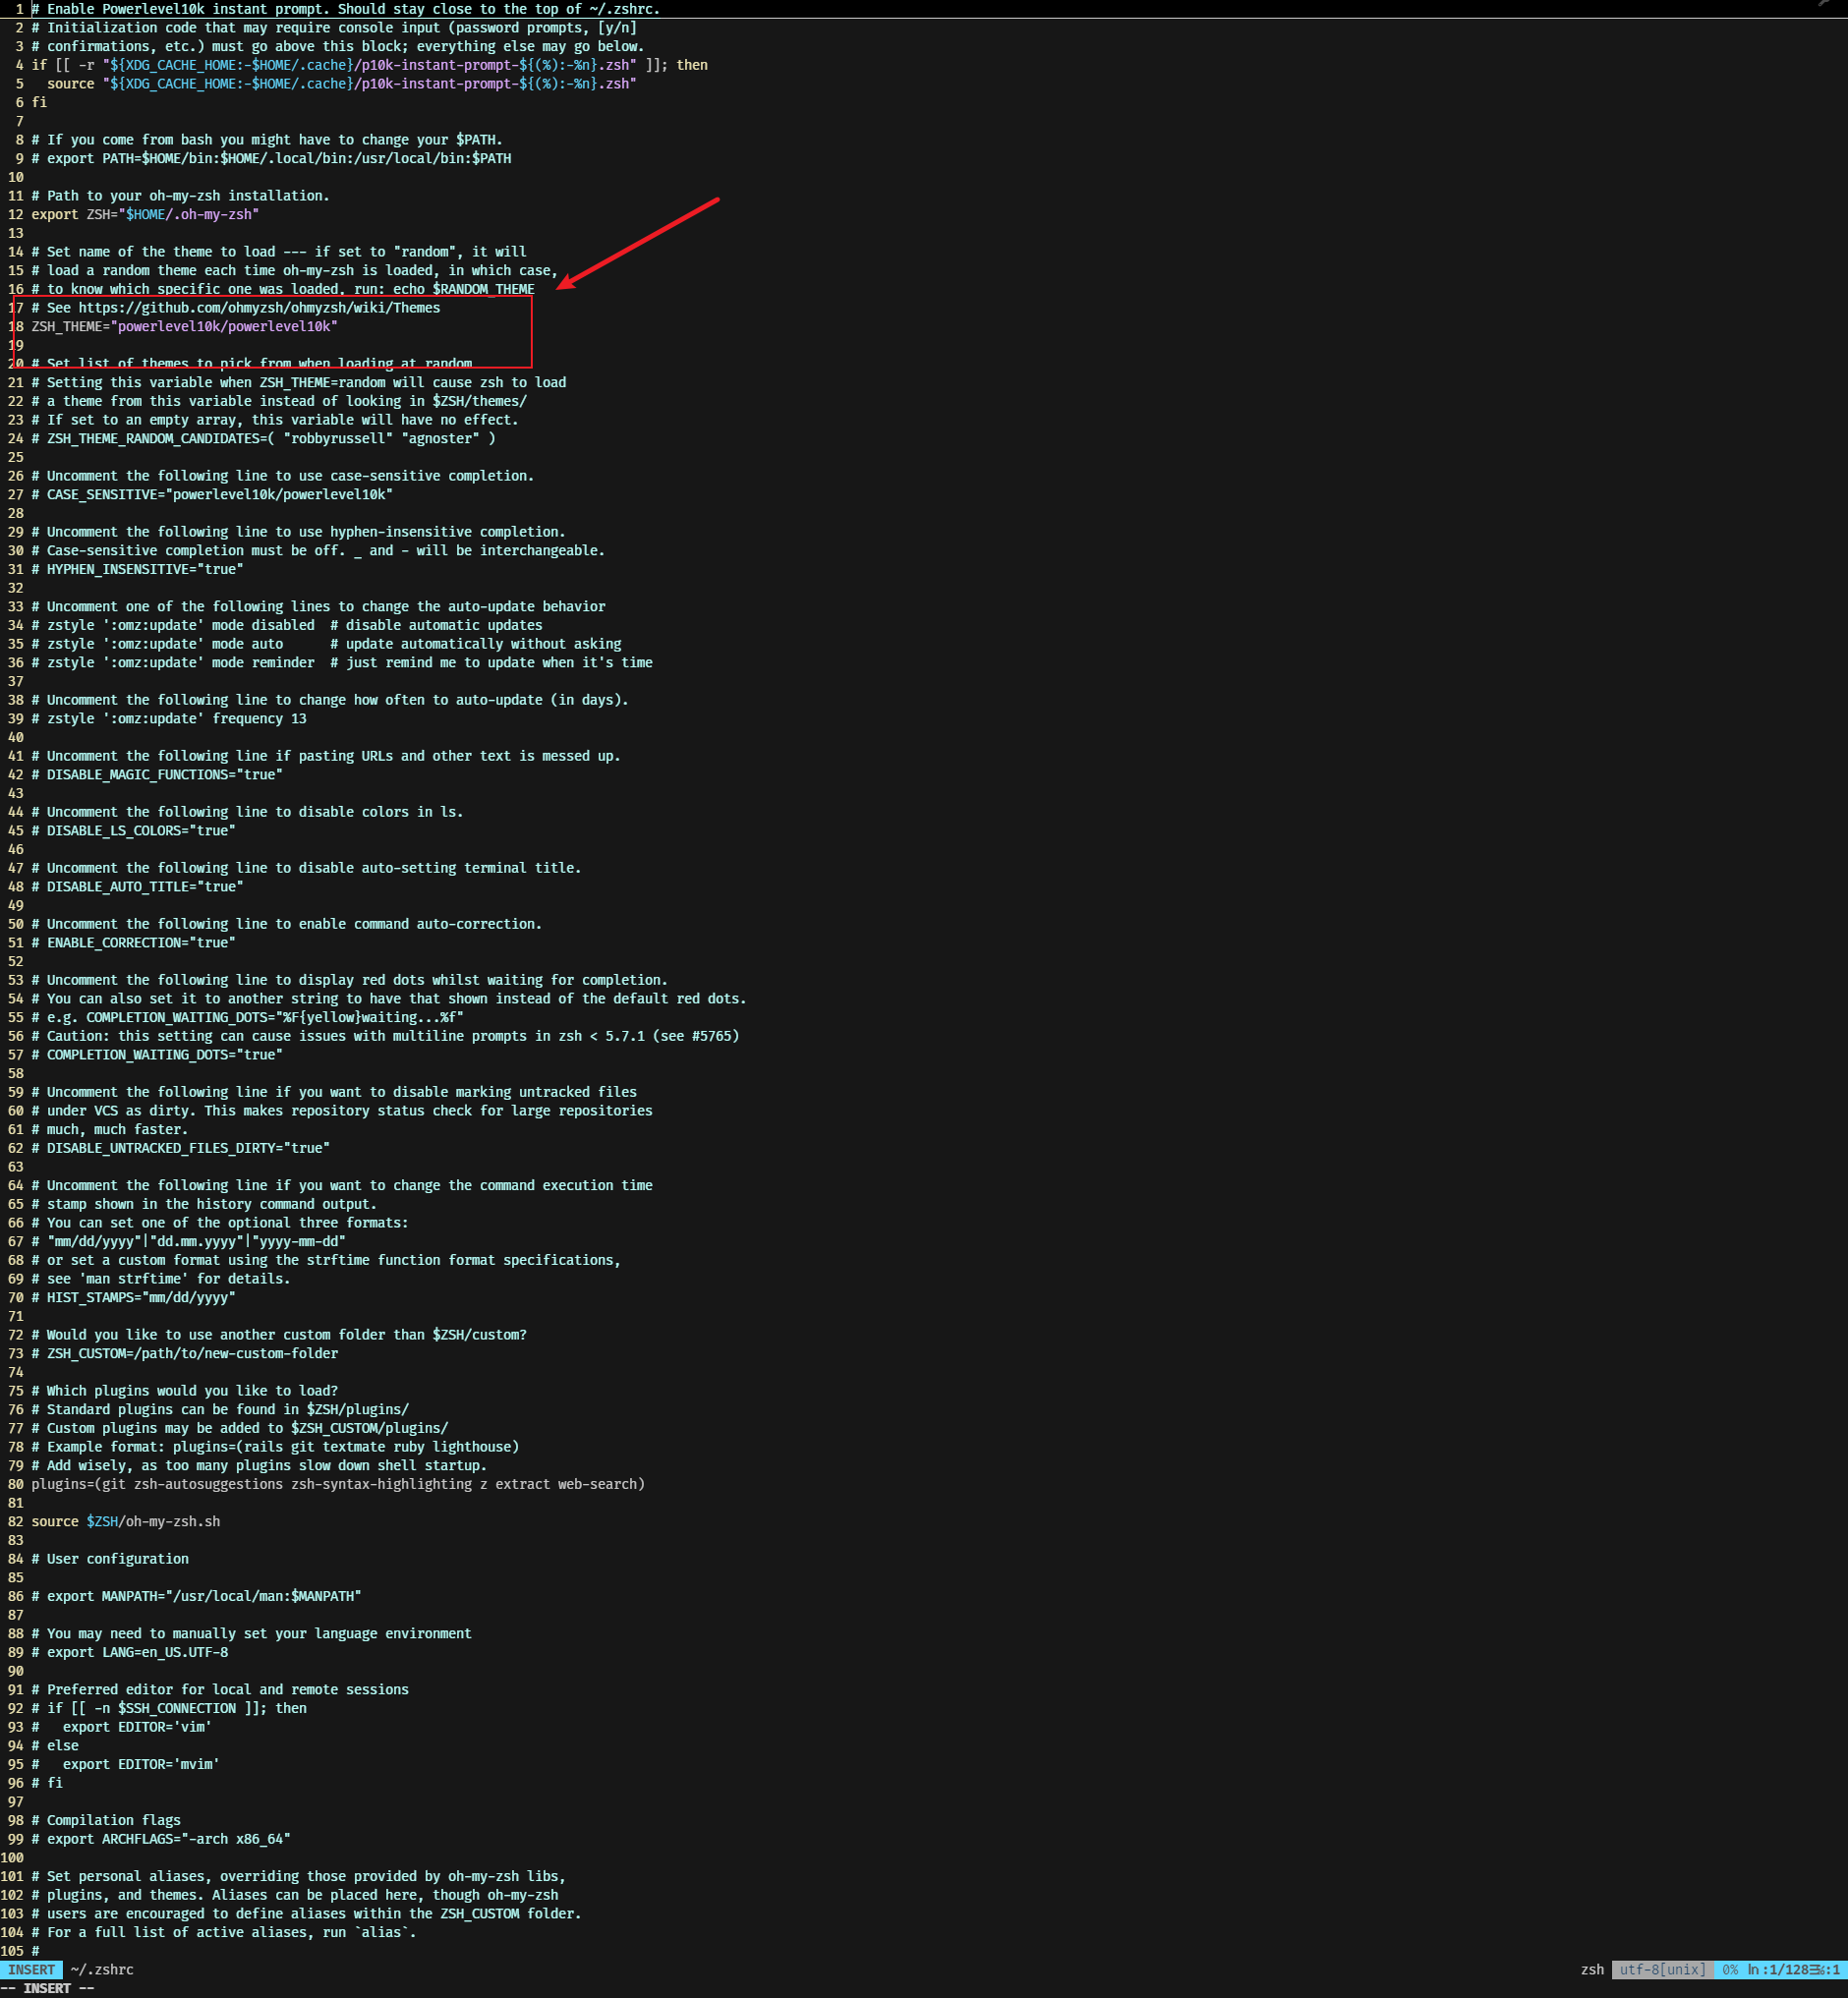 1 # Enable Powerlevel10k instant prompt. Should stay close to the top of ~/.zshrc.
2 # Initialization code that may require console input (password prompts, [y/n]
3 # confirmations, etc.) must go above this block; everything else may go below.
4 if [[ -r "${XDG_CACHE_HOME:-$HOME/.cache}/p10k-instant-prompt-${(%):-%n}.zsh" ]]; then
5   source "${XDG_CACHE_HOME:-$HOME/.cache}/p10k-instant-prompt-${(%):-%n}.zsh"
6 fi
7
8 # If you come from bash you might have to change your $PATH.
9 # export PATH=$HOME/bin:$HOME/.local/bin:/usr/local/bin:$PATH
10
11 # Path to your oh-my-zsh installation.
12 export ZSH="$HOME/.oh-my-zsh"
13
14 # Set name of the theme to load --- if set to "random", it will
15 # load a random theme each time oh-my-zsh is loaded, in which case,
16 # to know which specific one was loaded, run: echo $RANDOM_THEME
17 # See https://github.com/ohmyzsh/ohmyzsh/wiki/Themes
18 ZSH_THEME="powerlevel10k/powerlevel10k"
19
20 # Set list of themes to pick from when loading at random
21 # Setting this variable when ZSH_THEME=random will cause zsh to load
22 # a theme from this variable instead of looking in $ZSH/themes/
23 # If set to an empty array, this variable will have no effect.
24 # ZSH_THEME_RANDOM_CANDIDATES=( "robbyrussell" "agnoster" )
25
26 # Uncomment the following line to use case-sensitive completion.
27 # CASE_SENSITIVE="powerlevel10k/powerlevel10k"
28
29 # Uncomment the following line to use hyphen-insensitive completion.
30 # Case-sensitive completion must be off. _ and - will be interchangeable.
31 # HYPHEN_INSENSITIVE="true"
32
33 # Uncomment one of the following lines to change the auto-update behavior
34 # zstyle ':omz:update' mode disabled  # disable automatic updates
35 # zstyle ':omz:update' mode auto      # update automatically without asking
36 # zstyle ':omz:update' mode reminder  # just remind me to update when it's time
37
38 # Uncomment the following line to change how often to auto-update (in days).
39 # zstyle ':omz:update' frequency 13
40
41 # Uncomment the following line if pasting URLs and other text is messed up.
42 # DISABLE_MAGIC_FUNCTIONS="true"
43
44 # Uncomment the following line to disable colors in ls.
45 # DISABLE_LS_COLORS="true"
46
47 # Uncomment the following line to disable auto-setting terminal title.
48 # DISABLE_AUTO_TITLE="true"
49
50 # Uncomment the following line to enable command auto-correction.
51 # ENABLE_CORRECTION="true"
52
53 # Uncomment the following line to display red dots whilst waiting for completion.
54 # You can also set it to another string to have that shown instead of the default red dots.
55 # e.g. COMPLETION_WAITING_DOTS="%F{yellow}waiting...%f"
56 # Caution: this setting can cause issues with multiline prompts in zsh < 5.7.1 (see #5765)
57 # COMPLETION_WAITING_DOTS="true"
58
59 # Uncomment the following line if you want to disable marking untracked files
60 # under VCS as dirty. This makes repository status check for large repositories
61 # much, much faster.
62 # DISABLE_UNTRACKED_FILES_DIRTY="true"
63
64 # Uncomment the following line if you want to change the command execution time
65 # stamp shown in the history command output.
66 # You can set one of the optional three formats:
67 # "mm/dd/yyyy"|"dd.mm.yyyy"|"yyyy-mm-dd"
68 # or set a custom format using the strftime function format specifications,
69 # see 'man strftime' for details.
70 # HIST_STAMPS="mm/dd/yyyy"
71
72 # Would you like to use another custom folder than $ZSH/custom?
73 # ZSH_CUSTOM=/path/to/new-custom-folder
74
75 # Which plugins would you like to load?
76 # Standard plugins can be found in $ZSH/plugins/
77 # Custom plugins may be added to $ZSH_CUSTOM/plugins/
78 # Example format: plugins=(rails git textmate ruby lighthouse)
79 # Add wisely, as too many plugins slow down shell startup.
80 plugins=(git zsh-autosuggestions zsh-syntax-highlighting z extract web-search)
81
82 source $ZSH/oh-my-zsh.sh
83
84 # User configuration
85
86 # export MANPATH="/usr/local/man:$MANPATH"
87
88 # You may need to manually set your language environment
89 # export LANG=en_US.UTF-8
90
91 # Preferred editor for local and remote sessions
92 # if [[ -n $SSH_CONNECTION ]]; then
93 #   export EDITOR='vim'
94 # else
95 #   export EDITOR='mvim'
96 # fi
97
98 # Compilation flags
99 # export ARCHFLAGS="-arch x86_64"
100
101 # Set personal aliases, overriding those provided by oh-my-zsh libs,
102 # plugins, and themes. Aliases can be placed here, though oh-my-zsh
103 # users are encouraged to define aliases within the ZSH_CUSTOM folder.
104 # For a full list of active aliases, run `alias`.
105 #
INSERT ~/.zshrc zsh utf-8[unix] 0% ln:1/128☰℅:1
-- INSERT --